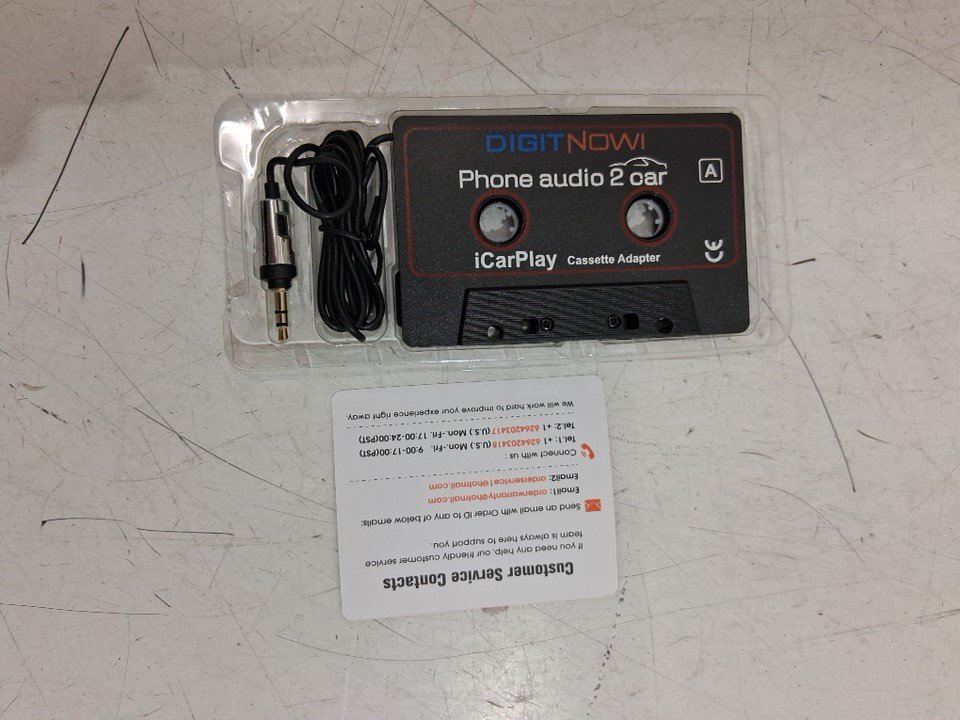 DIGITNOW!
Phone audio 2 car
A
iCarPlay Cassette Adapter
CE
Customer Service Contacts
If you need any help, our friendly customer service
team is always here to support you.
Send an email with Order ID to any of below emails:
Email1: orderwarranty@hotmail.com
Email2: orderservice1@hotmail.com
Connect with us :
Tel.1: +1 6264203418 (U.S.) Mon.-Fri. 9:00-17:00(PST)
Tel.2: +1 6264203417 (U.S.) Mon.-Fri. 17:00-24:00(PST)
We will work hard to improve your experience right away.